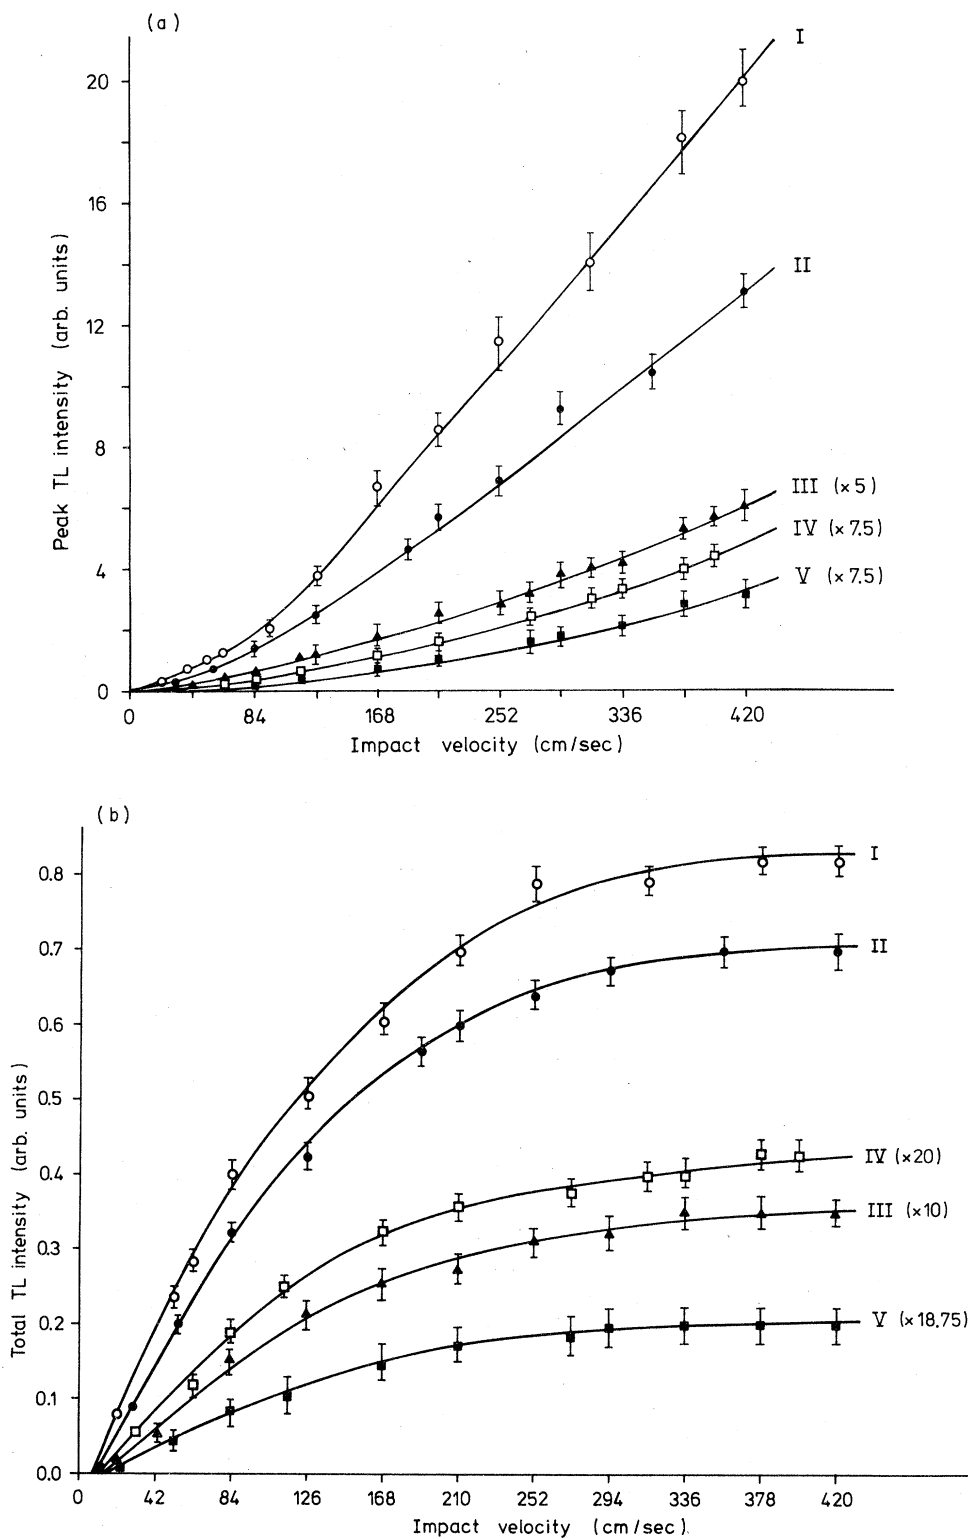 (a)
I
20
16
II
12
8
III (×5)
IV (×7.5)
4
V (×7.5)
0
0 84 168 252 336 420
Impact velocity (cm/sec)
Peak TL intensity (arb. units)
(b)
I
0.8
II
0.7
0.6
0.5
IV (×20)
0.4
III (×10)
0.3
V (×18.75)
0.2
0.1
0.0
0 42 84 126 168 210 252 294 336 378 420
Impact velocity (cm/sec)
Total TL intensity (arb. units)